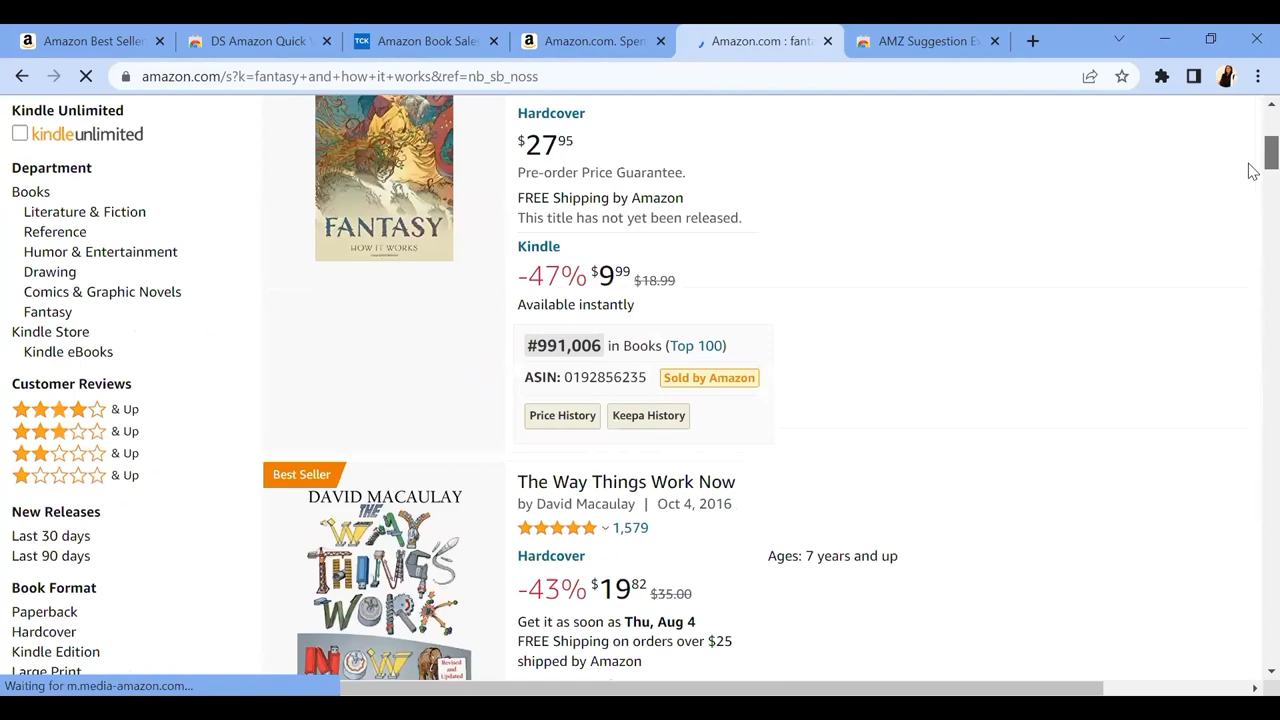 Amazon Best Seller
DS Amazon Quick V
TCK
Amazon Book Sale
Amazon.com. Spen
Amazon.com : fanta
AMZ Suggestion Ex
amazon.com/s?k=fantasy+and+how+it+works&ref=nb_sb_noss
Kindle Unlimited
kindleunlimited
Department
Books
Literature & Fiction
Reference
Humor & Entertainment
Drawing
Comics & Graphic Novels
Fantasy
Kindle Store
Kindle eBooks
Customer Reviews
& Up
& Up
& Up
& Up
New Releases
Last 30 days
Last 90 days
Book Format
Paperback
Hardcover
Kindle Edition
Large Print
Waiting for m.media-amazon.com...
FANTASY
HOW IT WORKS
Hardcover
$27.95
Pre-order Price Guarantee.
FREE Shipping by Amazon
This title has not yet been released.
Kindle
-47% $9.99 $18.99
Available instantly
#991,006 in Books (Top 100)
ASIN: 0192856235 Sold by Amazon
Price History Keepa History
Best Seller
DAVID MACAULAY
THE
WAY
THINGS
WORK
NOW
Revised
and
Updated
The Way Things Work Now
by David Macaulay | Oct 4, 2016
1,579
Hardcover
Ages: 7 years and up
-43% $19.82 $35.00
Get it as soon as Thu, Aug 4
FREE Shipping on orders over $25
shipped by Amazon